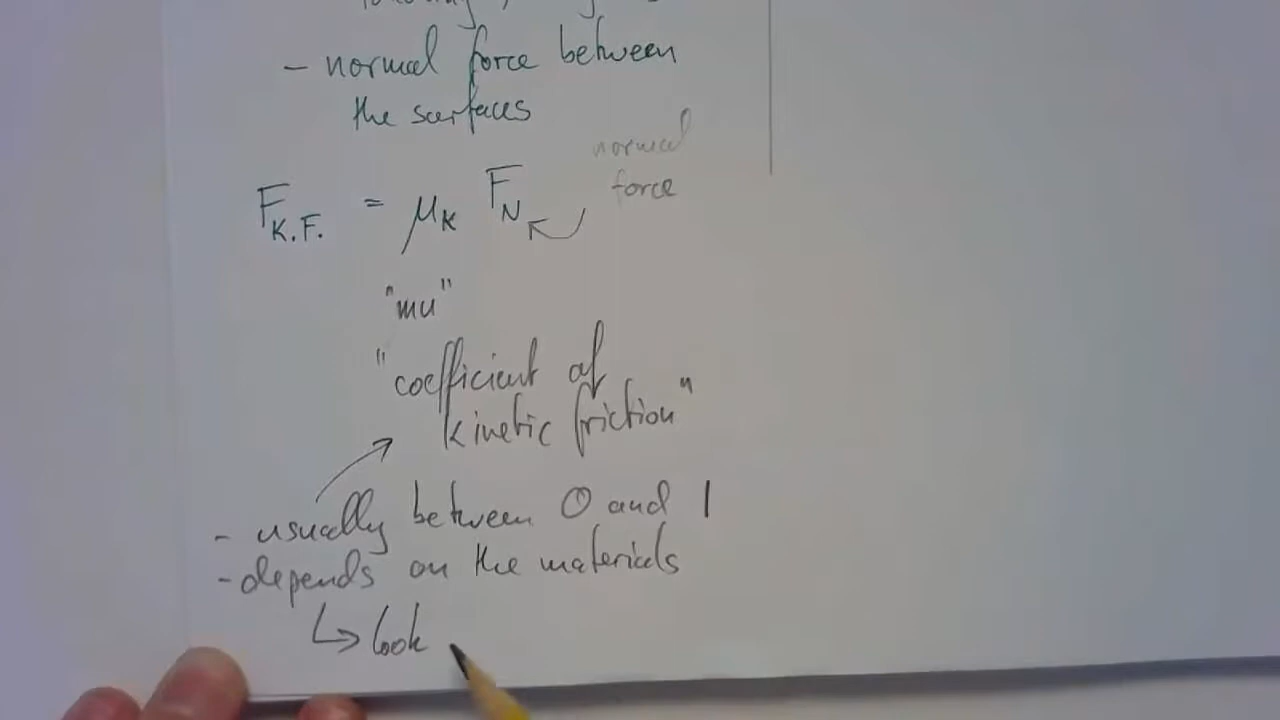 - normal force between
the surfaces
normal
force
F_K.F. = μ_K F_N
"mu"
"coefficient of
kinetic friction"
- usually between 0 and 1
- depends on the materials
↳ look